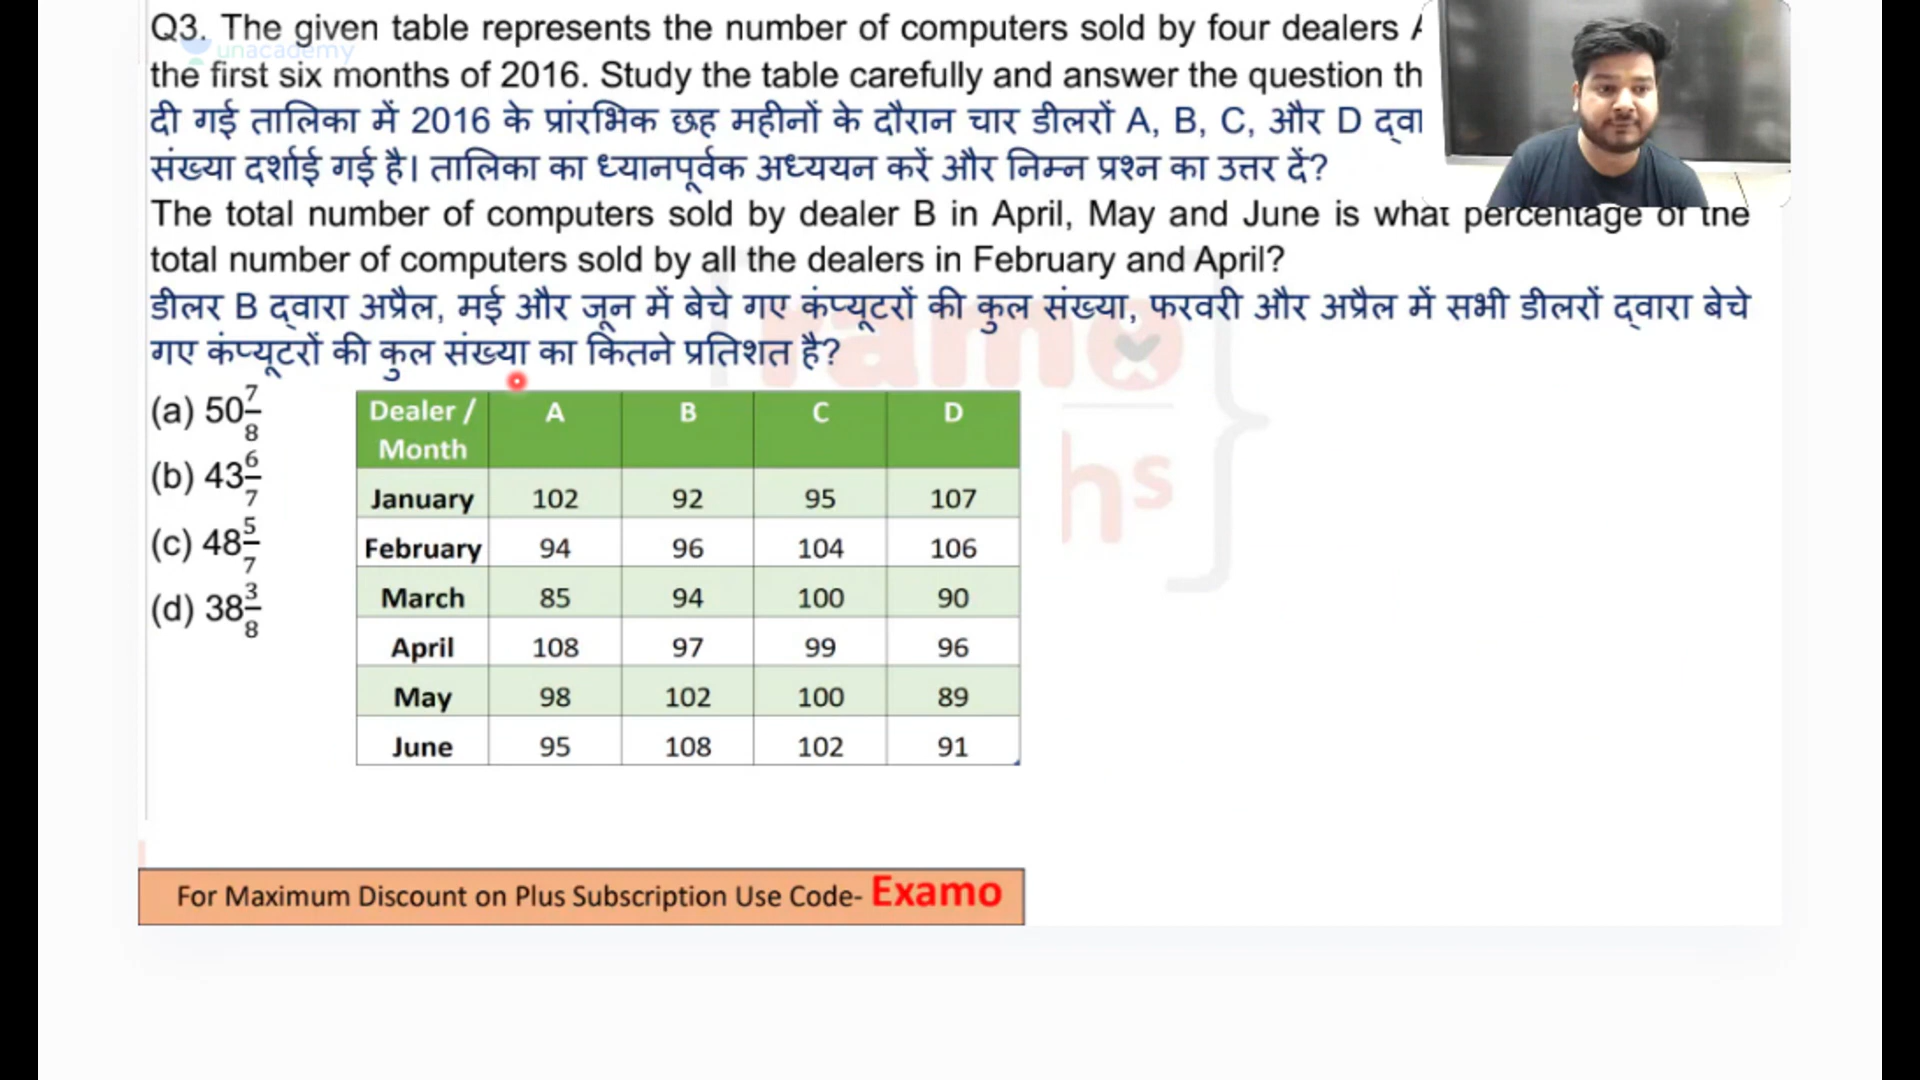 Q3. The given table represents the number of computers sold by four dealers
unacademy
the first six months of 2016. Study the table carefully and answer the question
दी गई तालिका में 2016 के प्रांरभिक छह महीनों के दौरान चार डीलरों A, B, C, और D
संख्या दर्शाई गई है। तालिका का ध्यानपूर्वक अध्ययन करें और निम्न प्रश्न का उत्तर दें?
The total number of computers sold by dealer B in April, May and June is what percentage of the
total number of computers sold by all the dealers in February and April?
डीलर B द्वारा अप्रैल, मई और जून में बेचे गए कंप्यूटरों की कुल संख्या, फरवरी और अप्रैल में सभी डीलरों द्वारा बेचे
गए कंप्यूटरों की कुल संख्या का कितने प्रतिशत है?
(a) 50 7/8
(b) 43 6/7
(c) 48 5/7
(d) 38 3/8
Dealer / Month A B C D
January 102 92 95 107
February 94 96 104 106
March 85 94 100 90
April 108 97 99 96
May 98 102 100 89
June 95 108 102 91
For Maximum Discount on Plus Subscription Use Code- Examo